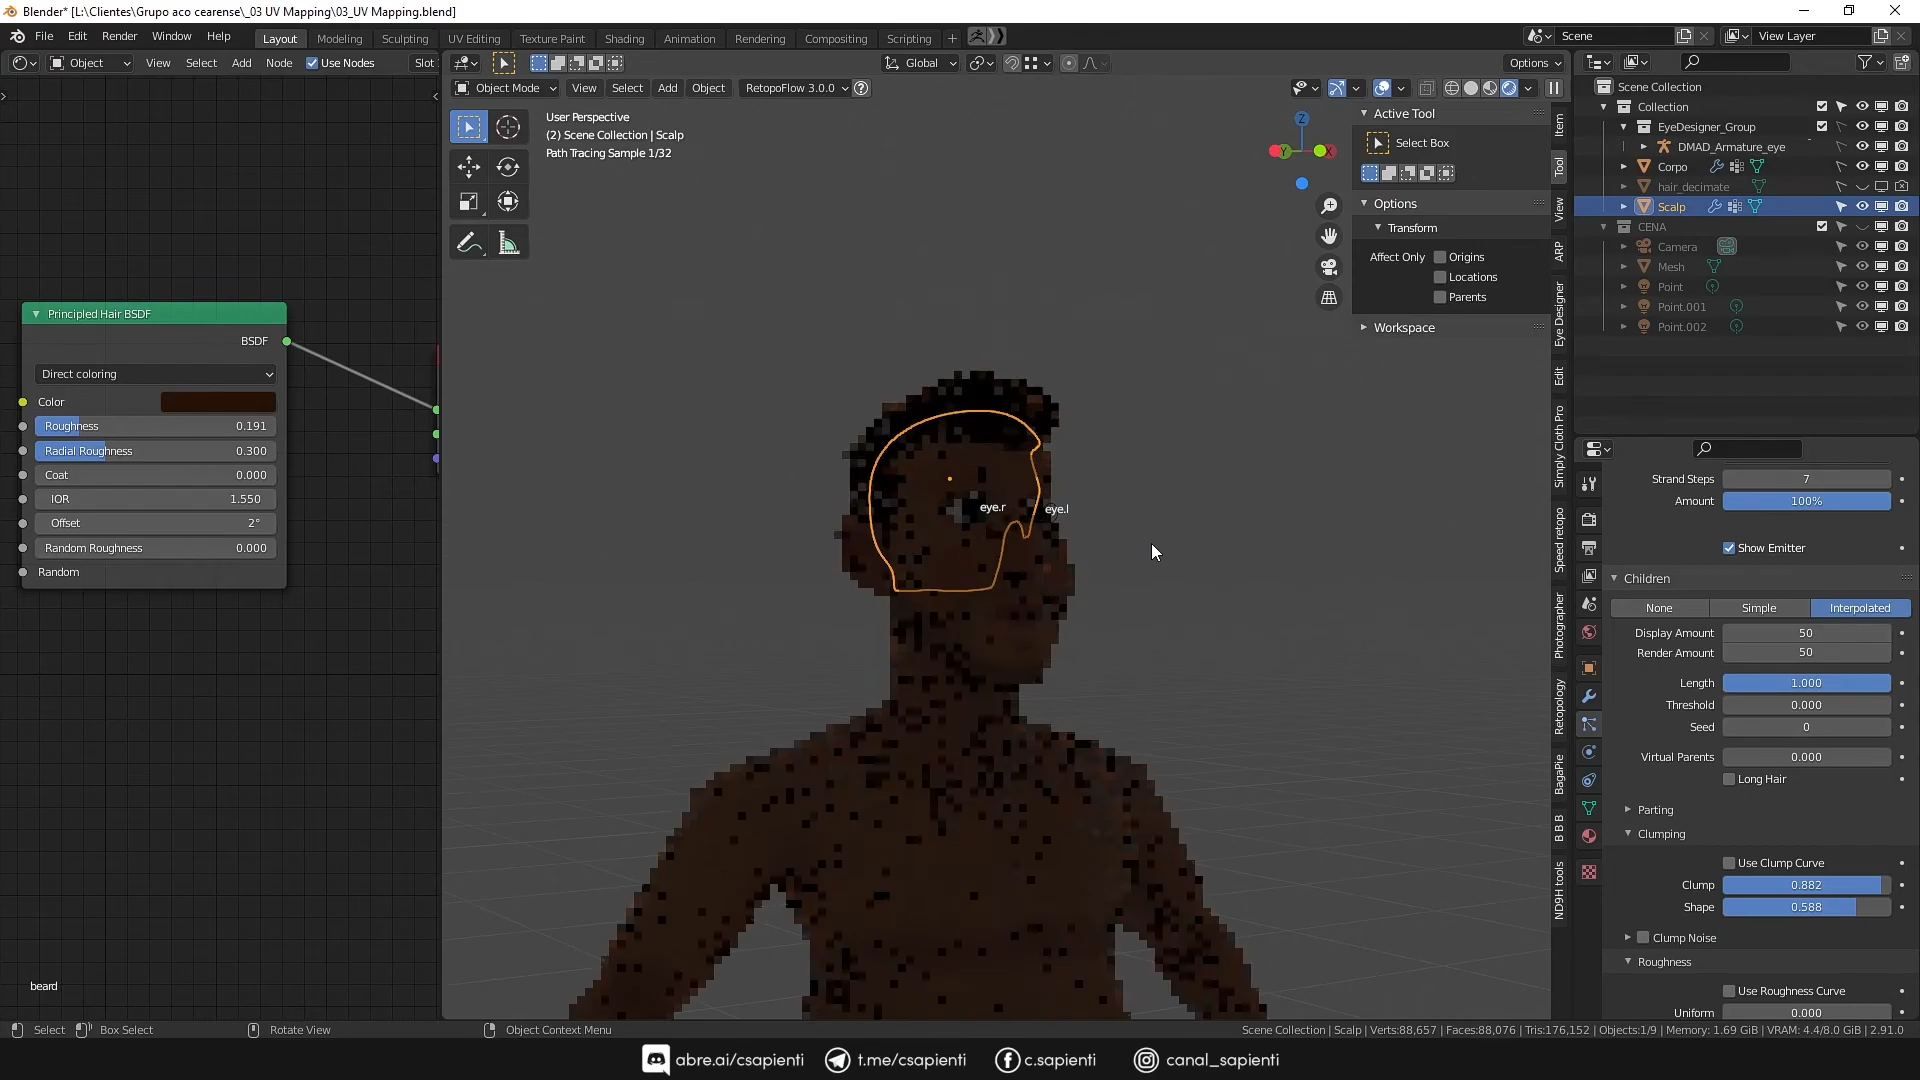 Blender* [L:\Clientes\Grupo aco cearense\_03 UV Mapping\03_UV Mapping.blend]
File Edit Render Window Help Layout Modeling Sculpting UV Editing Texture Paint Shading Animation Rendering Compositing Scripting + Scene View Layer
Object View Select Add Node Use Nodes Slot Global Options
Object Mode View Select Add Object RetopoFlow 3.0.0
User Perspective
(2) Scene Collection | Scalp
Path Tracing Sample 1/32
Z
Y
X
Active Tool
Select Box
Options
Transform
Affect Only Origins
Locations
Parents
Workspace
Item
Tool
View
ARP
Eye Designer
Edit
Simply Cloth Pro
Speed retopo
Photographer
Retopology
BagaPie
B B B
ND9H tools
Scene Collection
Collection
EyeDesigner_Group
DMAD_Armature_eye
Corpo
hair_decimate
Scalp
CENA
Camera
Mesh
Point
Point.001
Point.002
Principled Hair BSDF
BSDF
Direct coloring
Color
Roughness 0.191
Radial Roughness 0.300
Coat 0.000
IOR 1.550
Offset 2°
Random Roughness 0.000
Random
beard
eye.r eye.l
Strand Steps 7
Amount 100%
Show Emitter
Children
None Simple Interpolated
Display Amount 50
Render Amount 50
Length 1.000
Threshold 0.000
Seed 0
Virtual Parents 0.000
Long Hair
Parting
Clumping
Use Clump Curve
Clump 0.882
Shape 0.588
Clump Noise
Roughness
Use Roughness Curve
Uniform 0.000
Select Box Select Rotate View Object Context Menu Scene Collection | Scalp | Verts:88,657 | Faces:88,076 | Tris:176,152 | Objects:1/9 | Memory: 1.69 GiB | VRAM: 4.4/8.0 GiB | 2.91.0
abre.ai/csapienti t.me/csapienti c.sapienti canal_sapienti